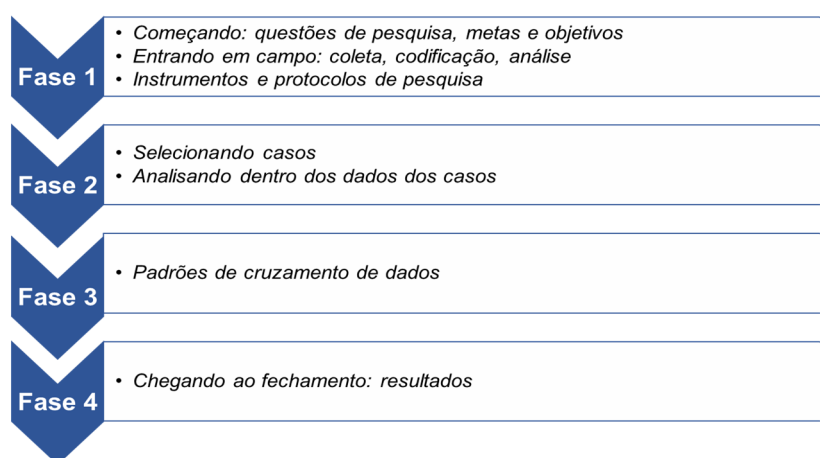 Fase 1
• Começando: questões de pesquisa, metas e objetivos
• Entrando em campo: coleta, codificação, análise
• Instrumentos e protocolos de pesquisa
Fase 2
• Selecionando casos
• Analisando dentro dos dados dos casos
Fase 3
• Padrões de cruzamento de dados
Fase 4
• Chegando ao fechamento: resultados